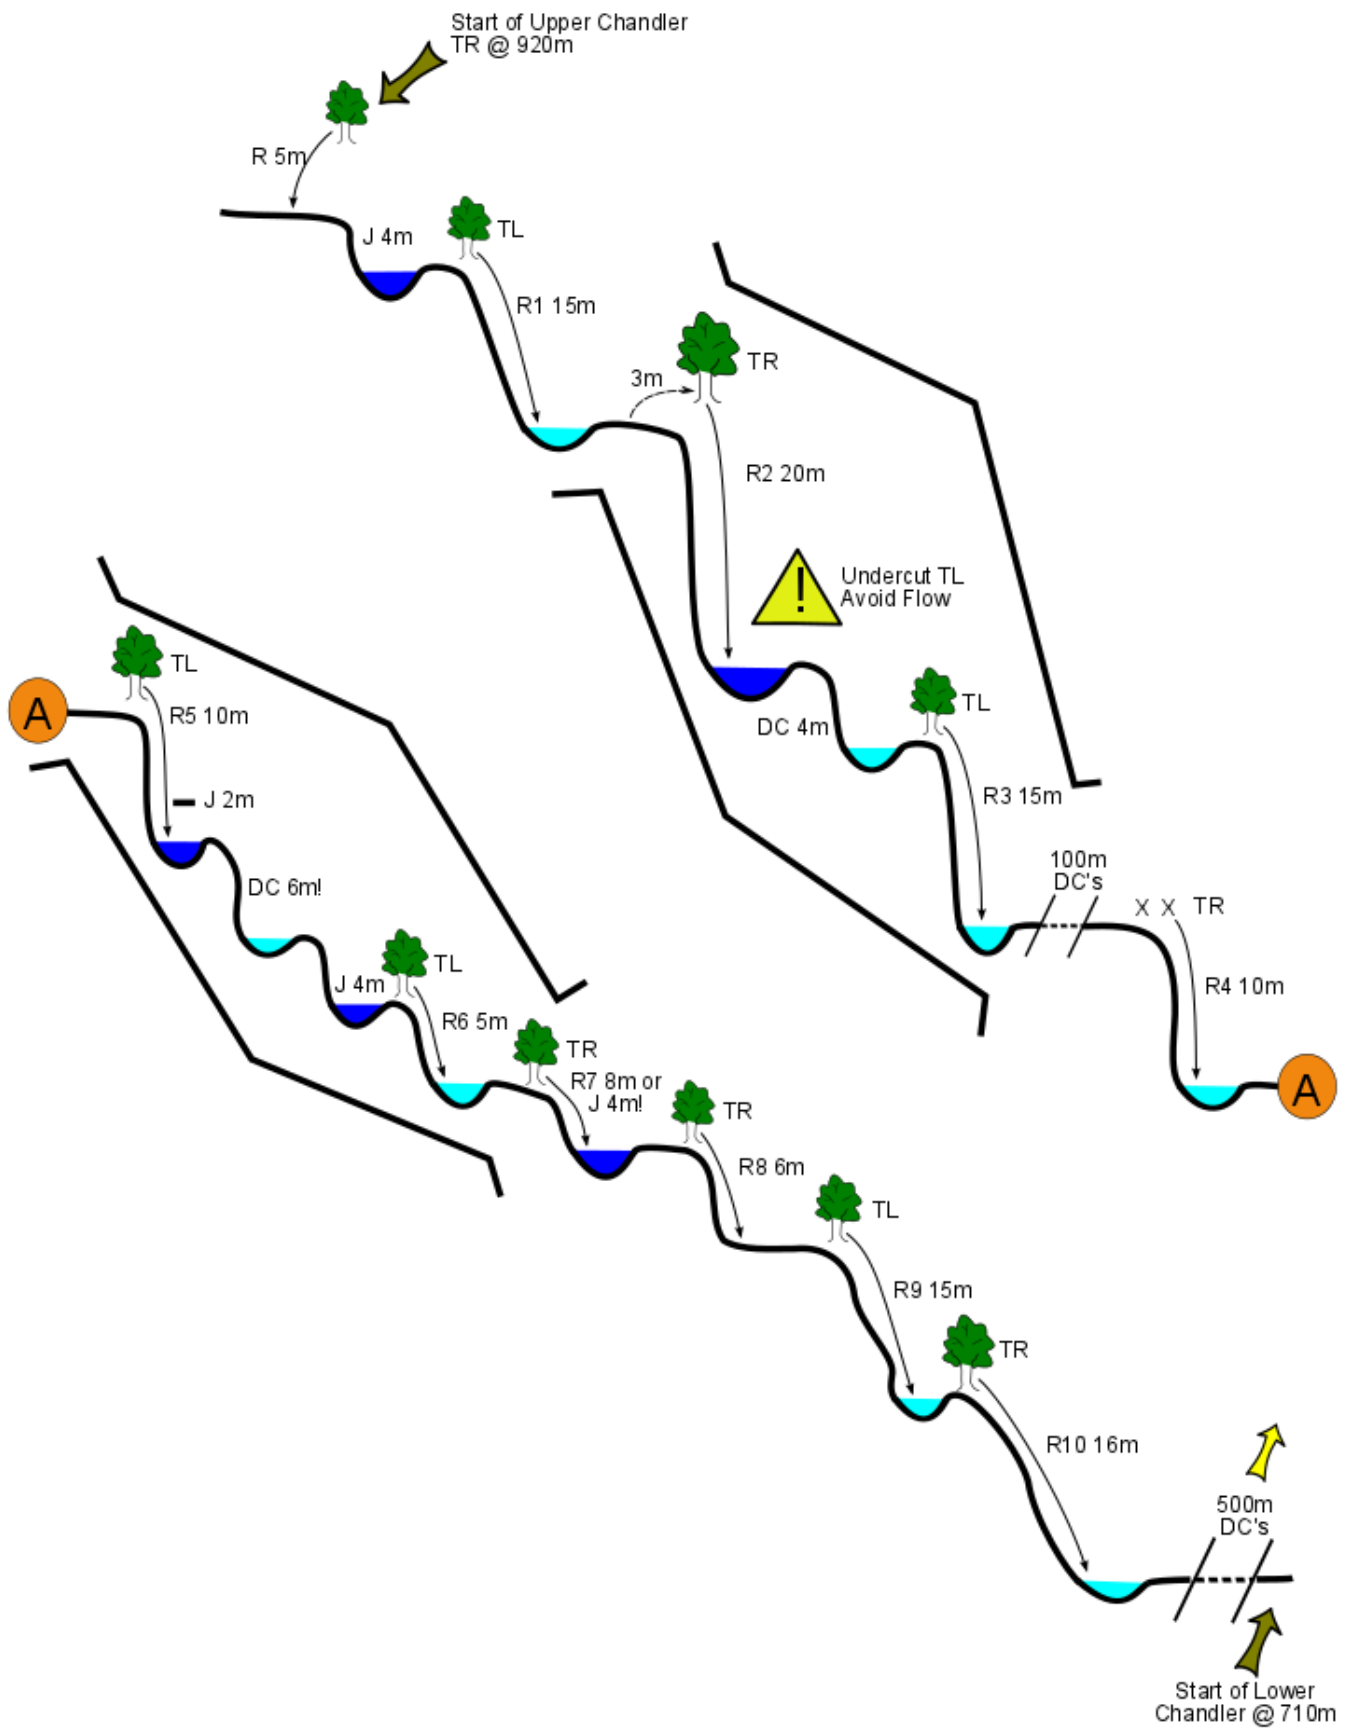 Start of Upper Chandler
TR @ 920m
R 5m
J 4m
TL
R1 15m
3m
TR
R2 20m
!
Undercut TL
Avoid Flow
DC 4m
TL
R3 15m
100m
DC's
X X TR
R4 10m
A
A
TL
R5 10m
J 2m
DC 6m!
J 4m
TL
R6 5m
TR
R7 8m or
J 4m!
TR
R8 6m
TL
R9 15m
TR
R10 16m
500m
DC's
Start of Lower
Chandler @ 710m